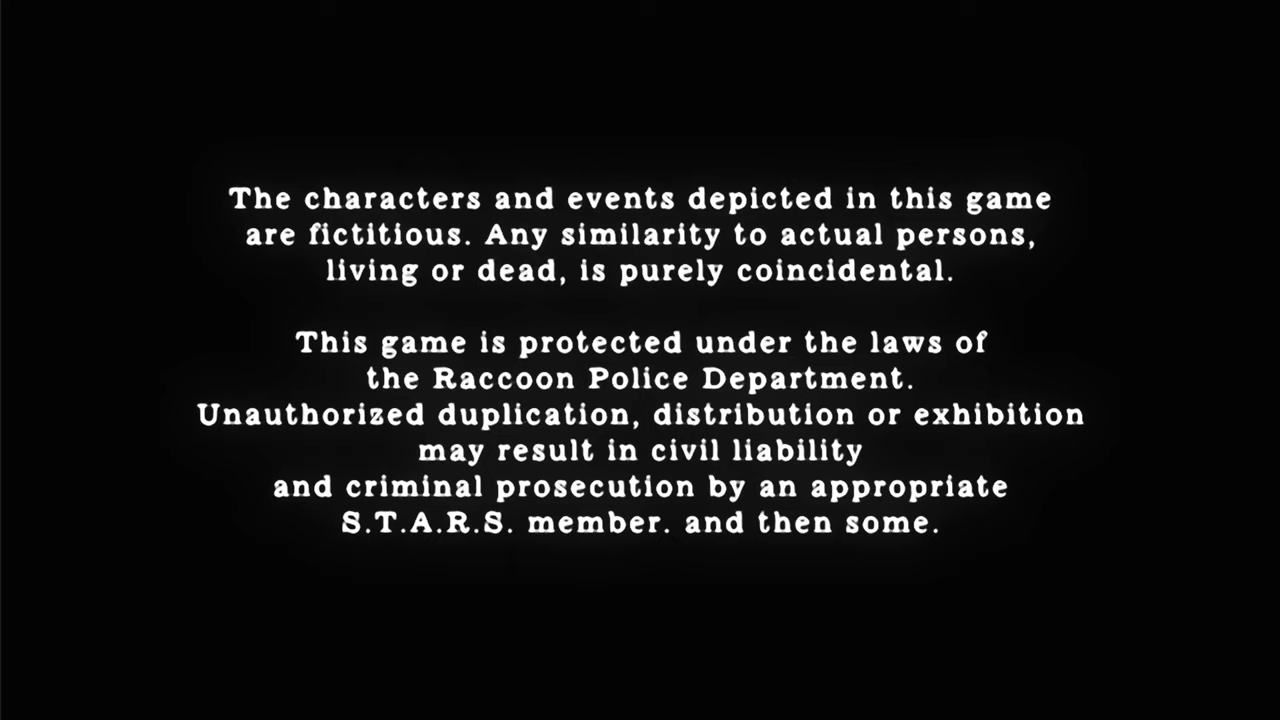 The characters and events depicted in this game
are fictitious. Any similarity to actual persons,
living or dead, is purely coincidental.
This game is protected under the laws of
the Raccoon Police Department.
Unauthorized duplication, distribution or exhibition
may result in civil liability
and criminal prosecution by an appropriate
S.T.A.R.S. member. and then some.